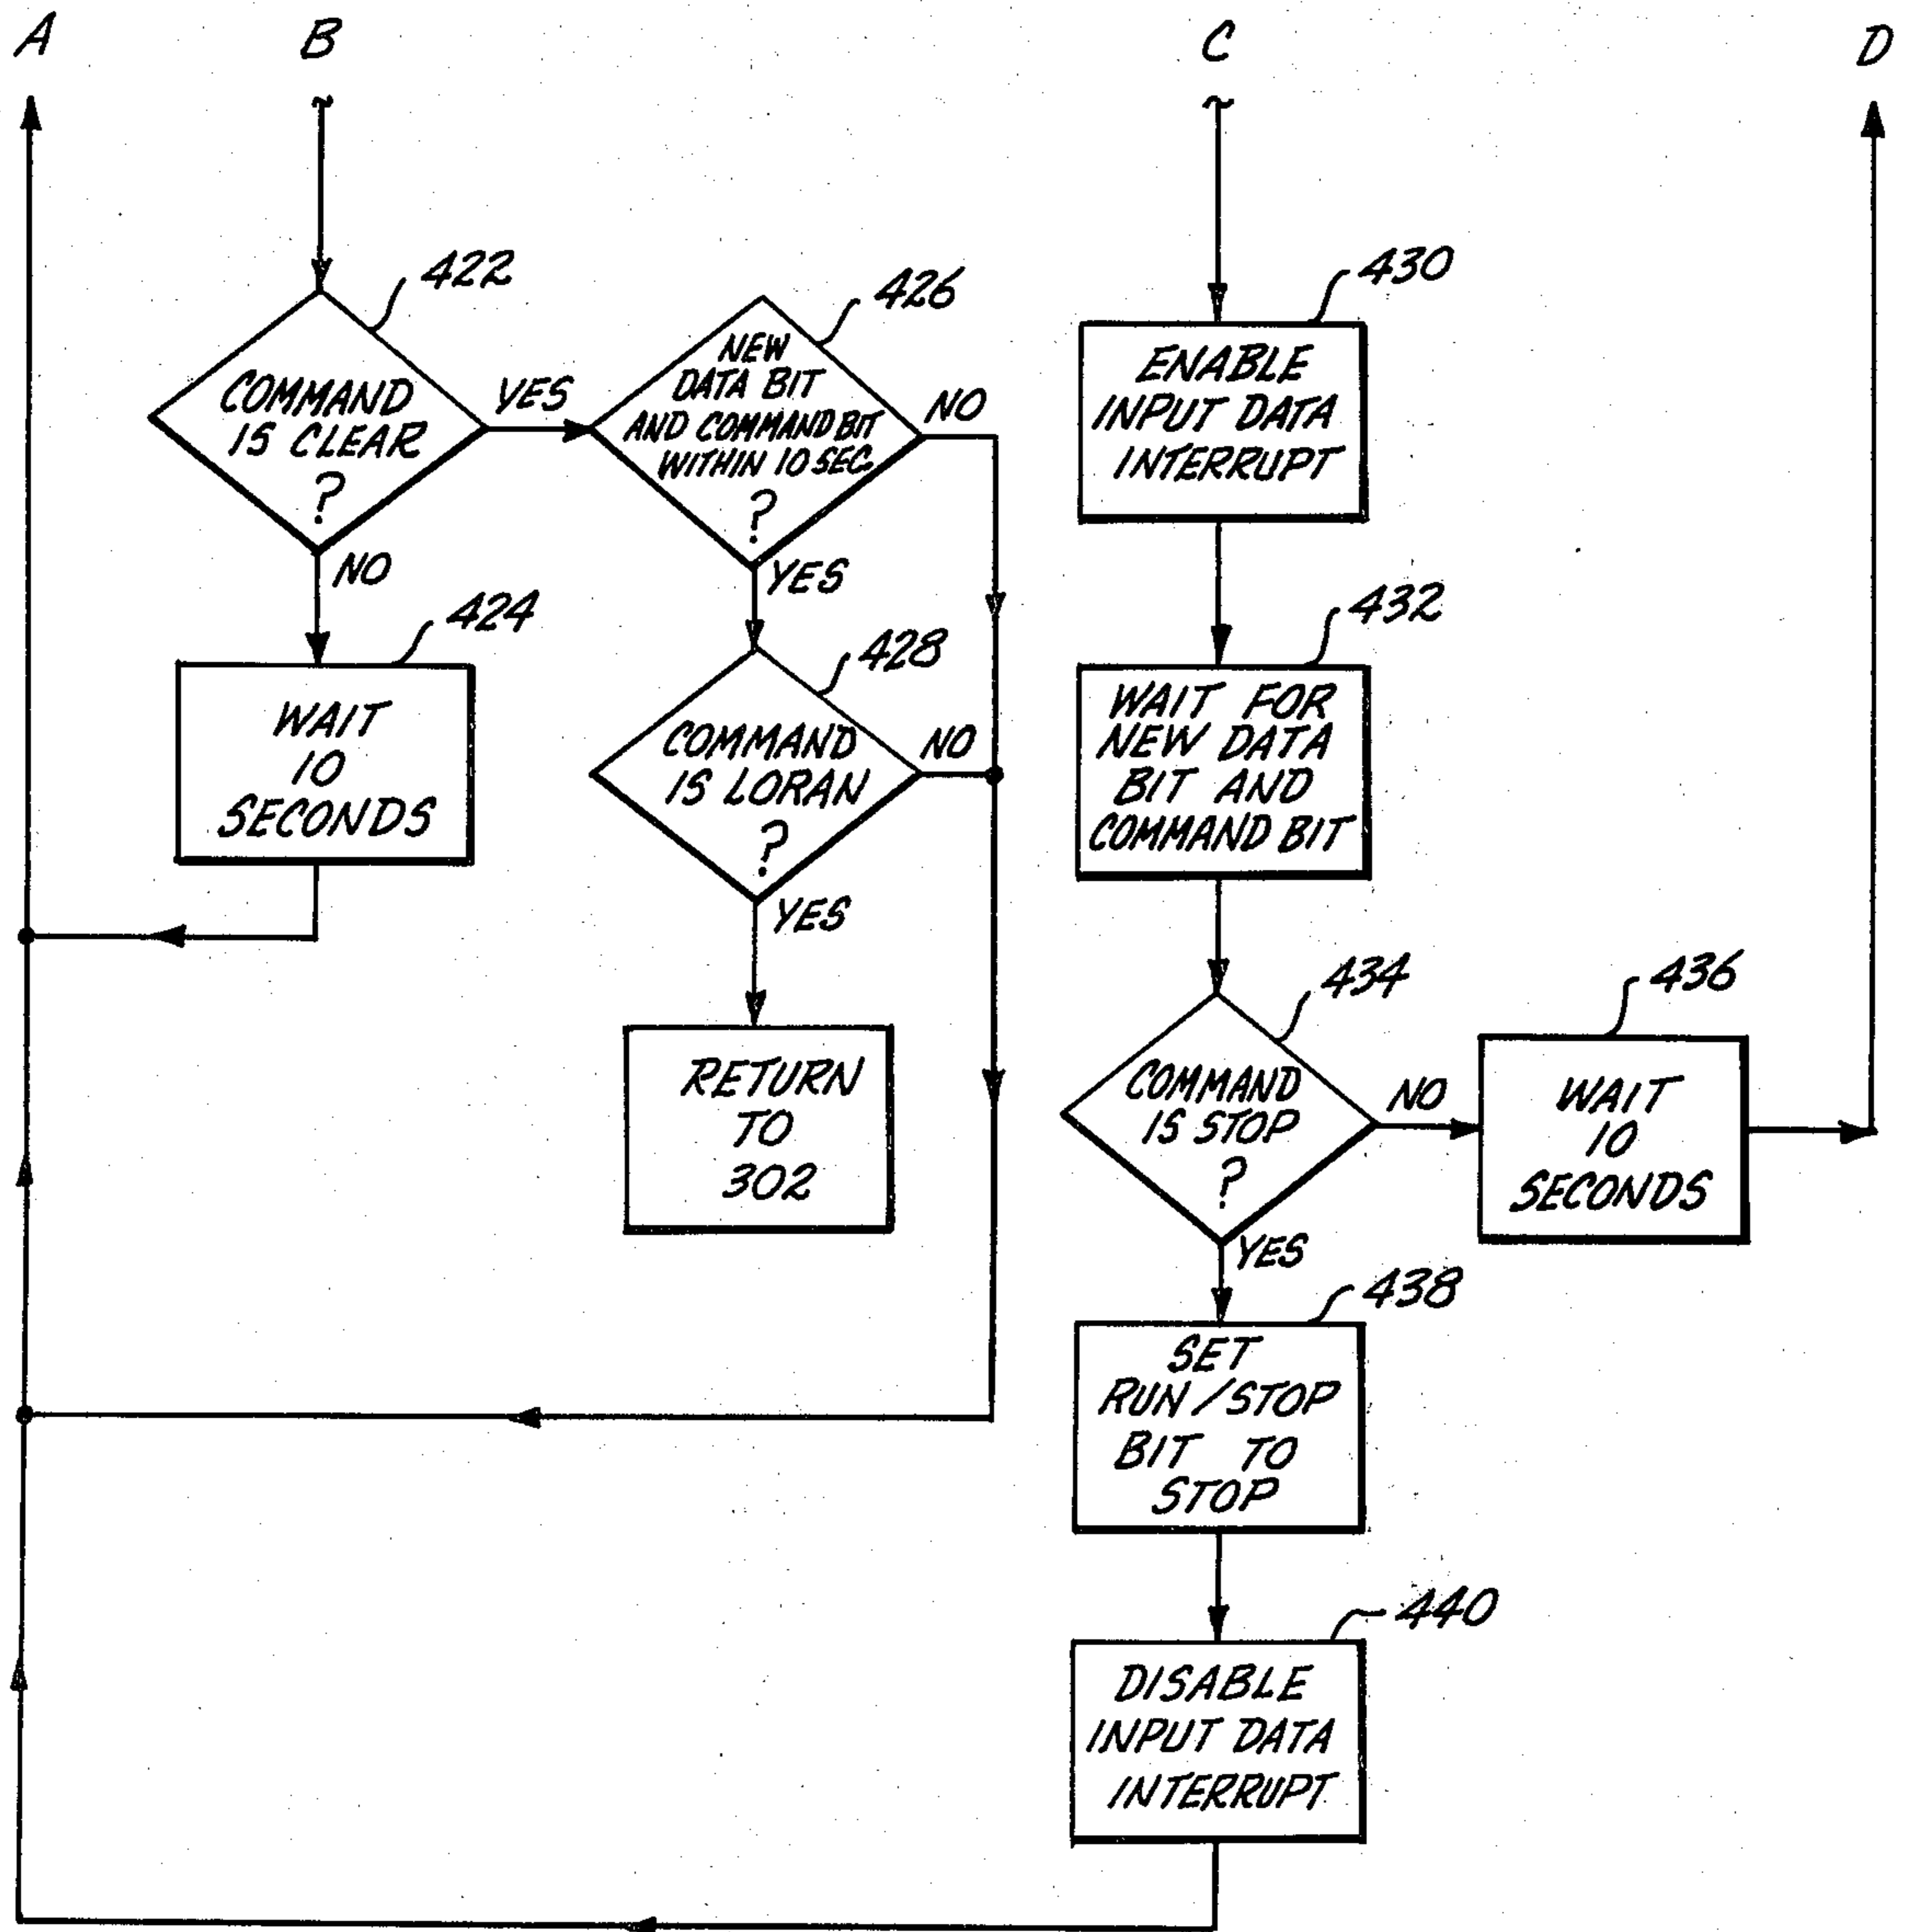 A
B
C
D
422
COMMAND
IS CLEAR
?
YES
NO
424
WAIT
10
SECONDS
426
NEW
DATA BIT
AND COMMAND BIT
WITHIN 10 SEC
?
NO
YES
428
COMMAND
IS LORAN
?
NO
YES
RETURN
TO
302
430
ENABLE
INPUT DATA
INTERRUPT
432
WAIT FOR
NEW DATA
BIT AND
COMMAND BIT
434
COMMAND
IS STOP
?
NO
YES
436
WAIT
10
SECONDS
438
SET
RUN/STOP
BIT TO
STOP
440
DISABLE
INPUT DATA
INTERRUPT